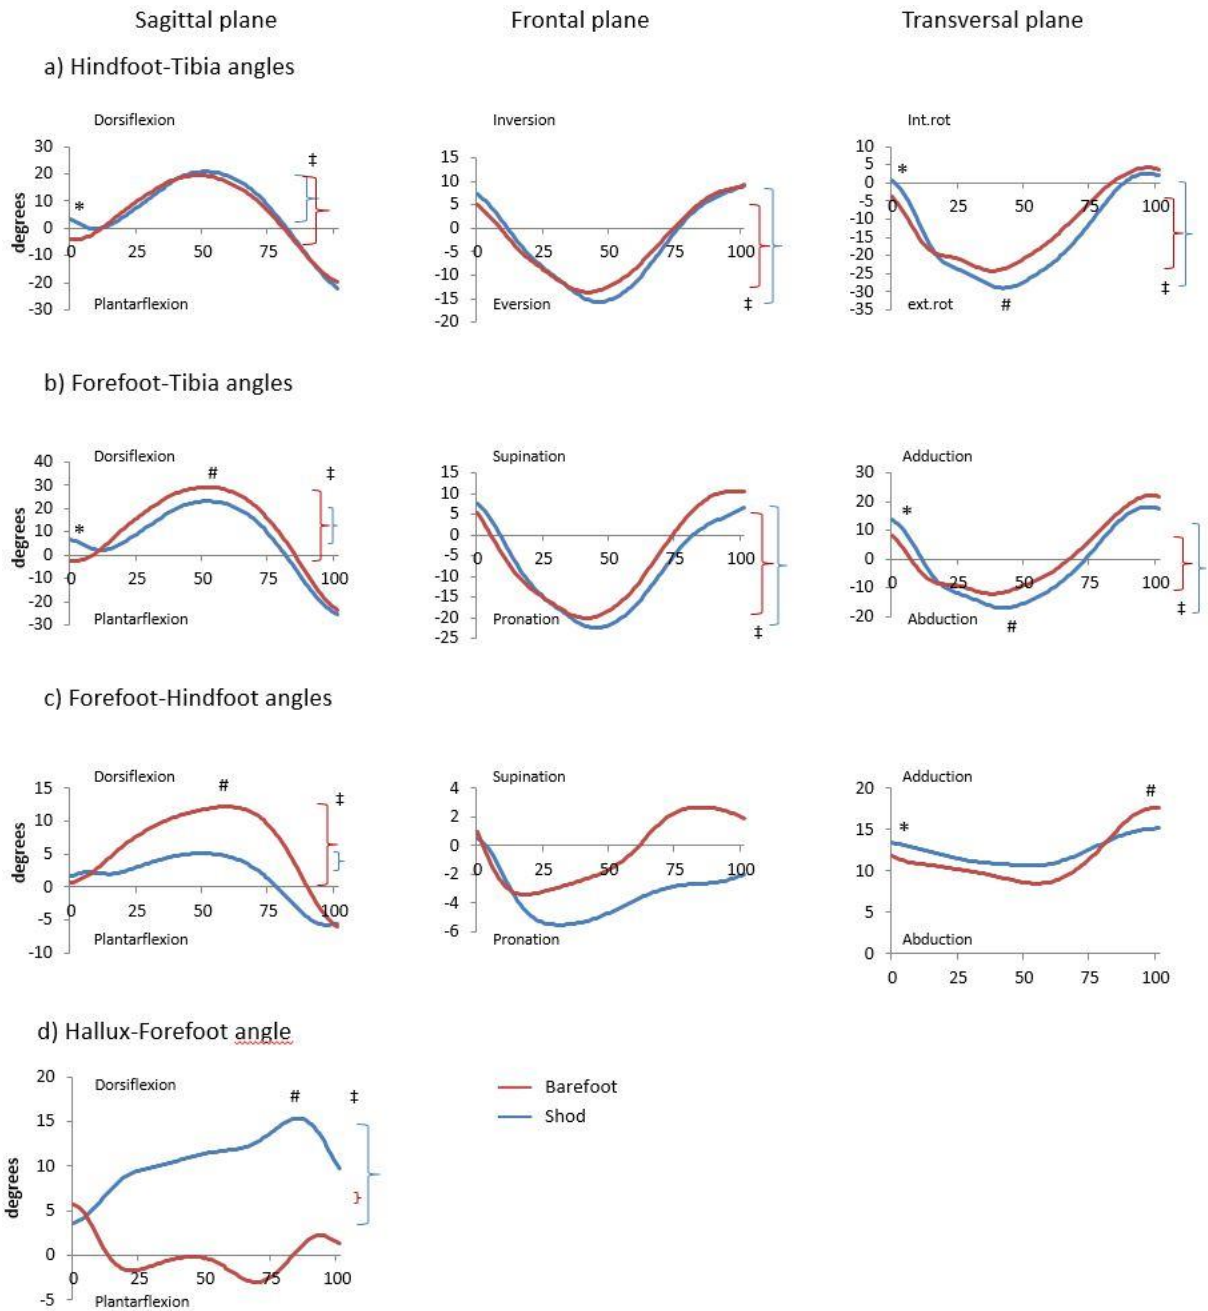 Sagittal plane Frontal plane Transversal plane
a) Hindfoot-Tibia angles
Dorsiflexion Inversion Int.rot
degrees
30
20
10
0
-10
-20
-30
* ‡
0 25 50 75 100
Plantarflexion
15
10
5
0
-5
-10
-15
-20
0 25 50 75 100
Eversion ‡
10
5
0
-5
-10
-15
-20
-25
-30
-35
*
0 25 50 75 100
ext.rot # ‡
b) Forefoot-Tibia angles
Dorsiflexion Supination Adduction
degrees
40
30
20
10
0
-10
-20
-30
* # ‡
0 25 50 75 100
Plantarflexion
15
10
5
0
-5
-10
-15
-20
-25
0 25 50 75 100
Pronation ‡
30
20
10
0
-10
-20
*
0 25 50 75 100
Abduction # ‡
c) Forefoot-Hindfoot angles
Dorsiflexion Supination Adduction
degrees
15
10
5
0
-5
-10
# ‡
0 25 50 75 100
Plantarflexion
4
2
0
-2
-4
-6
0 25 50 75 100
Pronation
20
15
10
5
0
* #
Abduction
0 25 50 75 100
d) Hallux-Forefoot angle
Dorsiflexion
degrees
20
15
10
5
0
-5
# ‡
0 25 50 75 100
Plantarflexion
Barefoot
Shod